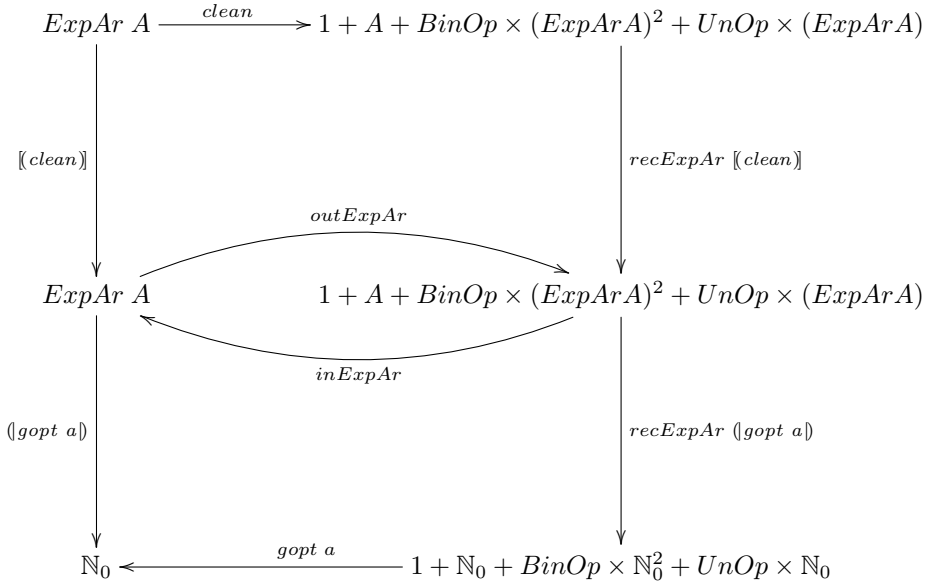 ExpAr A clean 1 + A + BinOp × (ExpArA)² + UnOp × (ExpArA)
[(clean)] recExpAr [(clean)]
outExpAr
ExpAr A 1 + A + BinOp × (ExpArA)² + UnOp × (ExpArA)
inExpAr
(|gopt a|) recExpAr (|gopt a|)
ℕ₀ gopt a 1 + ℕ₀ + BinOp × ℕ₀² + UnOp × ℕ₀